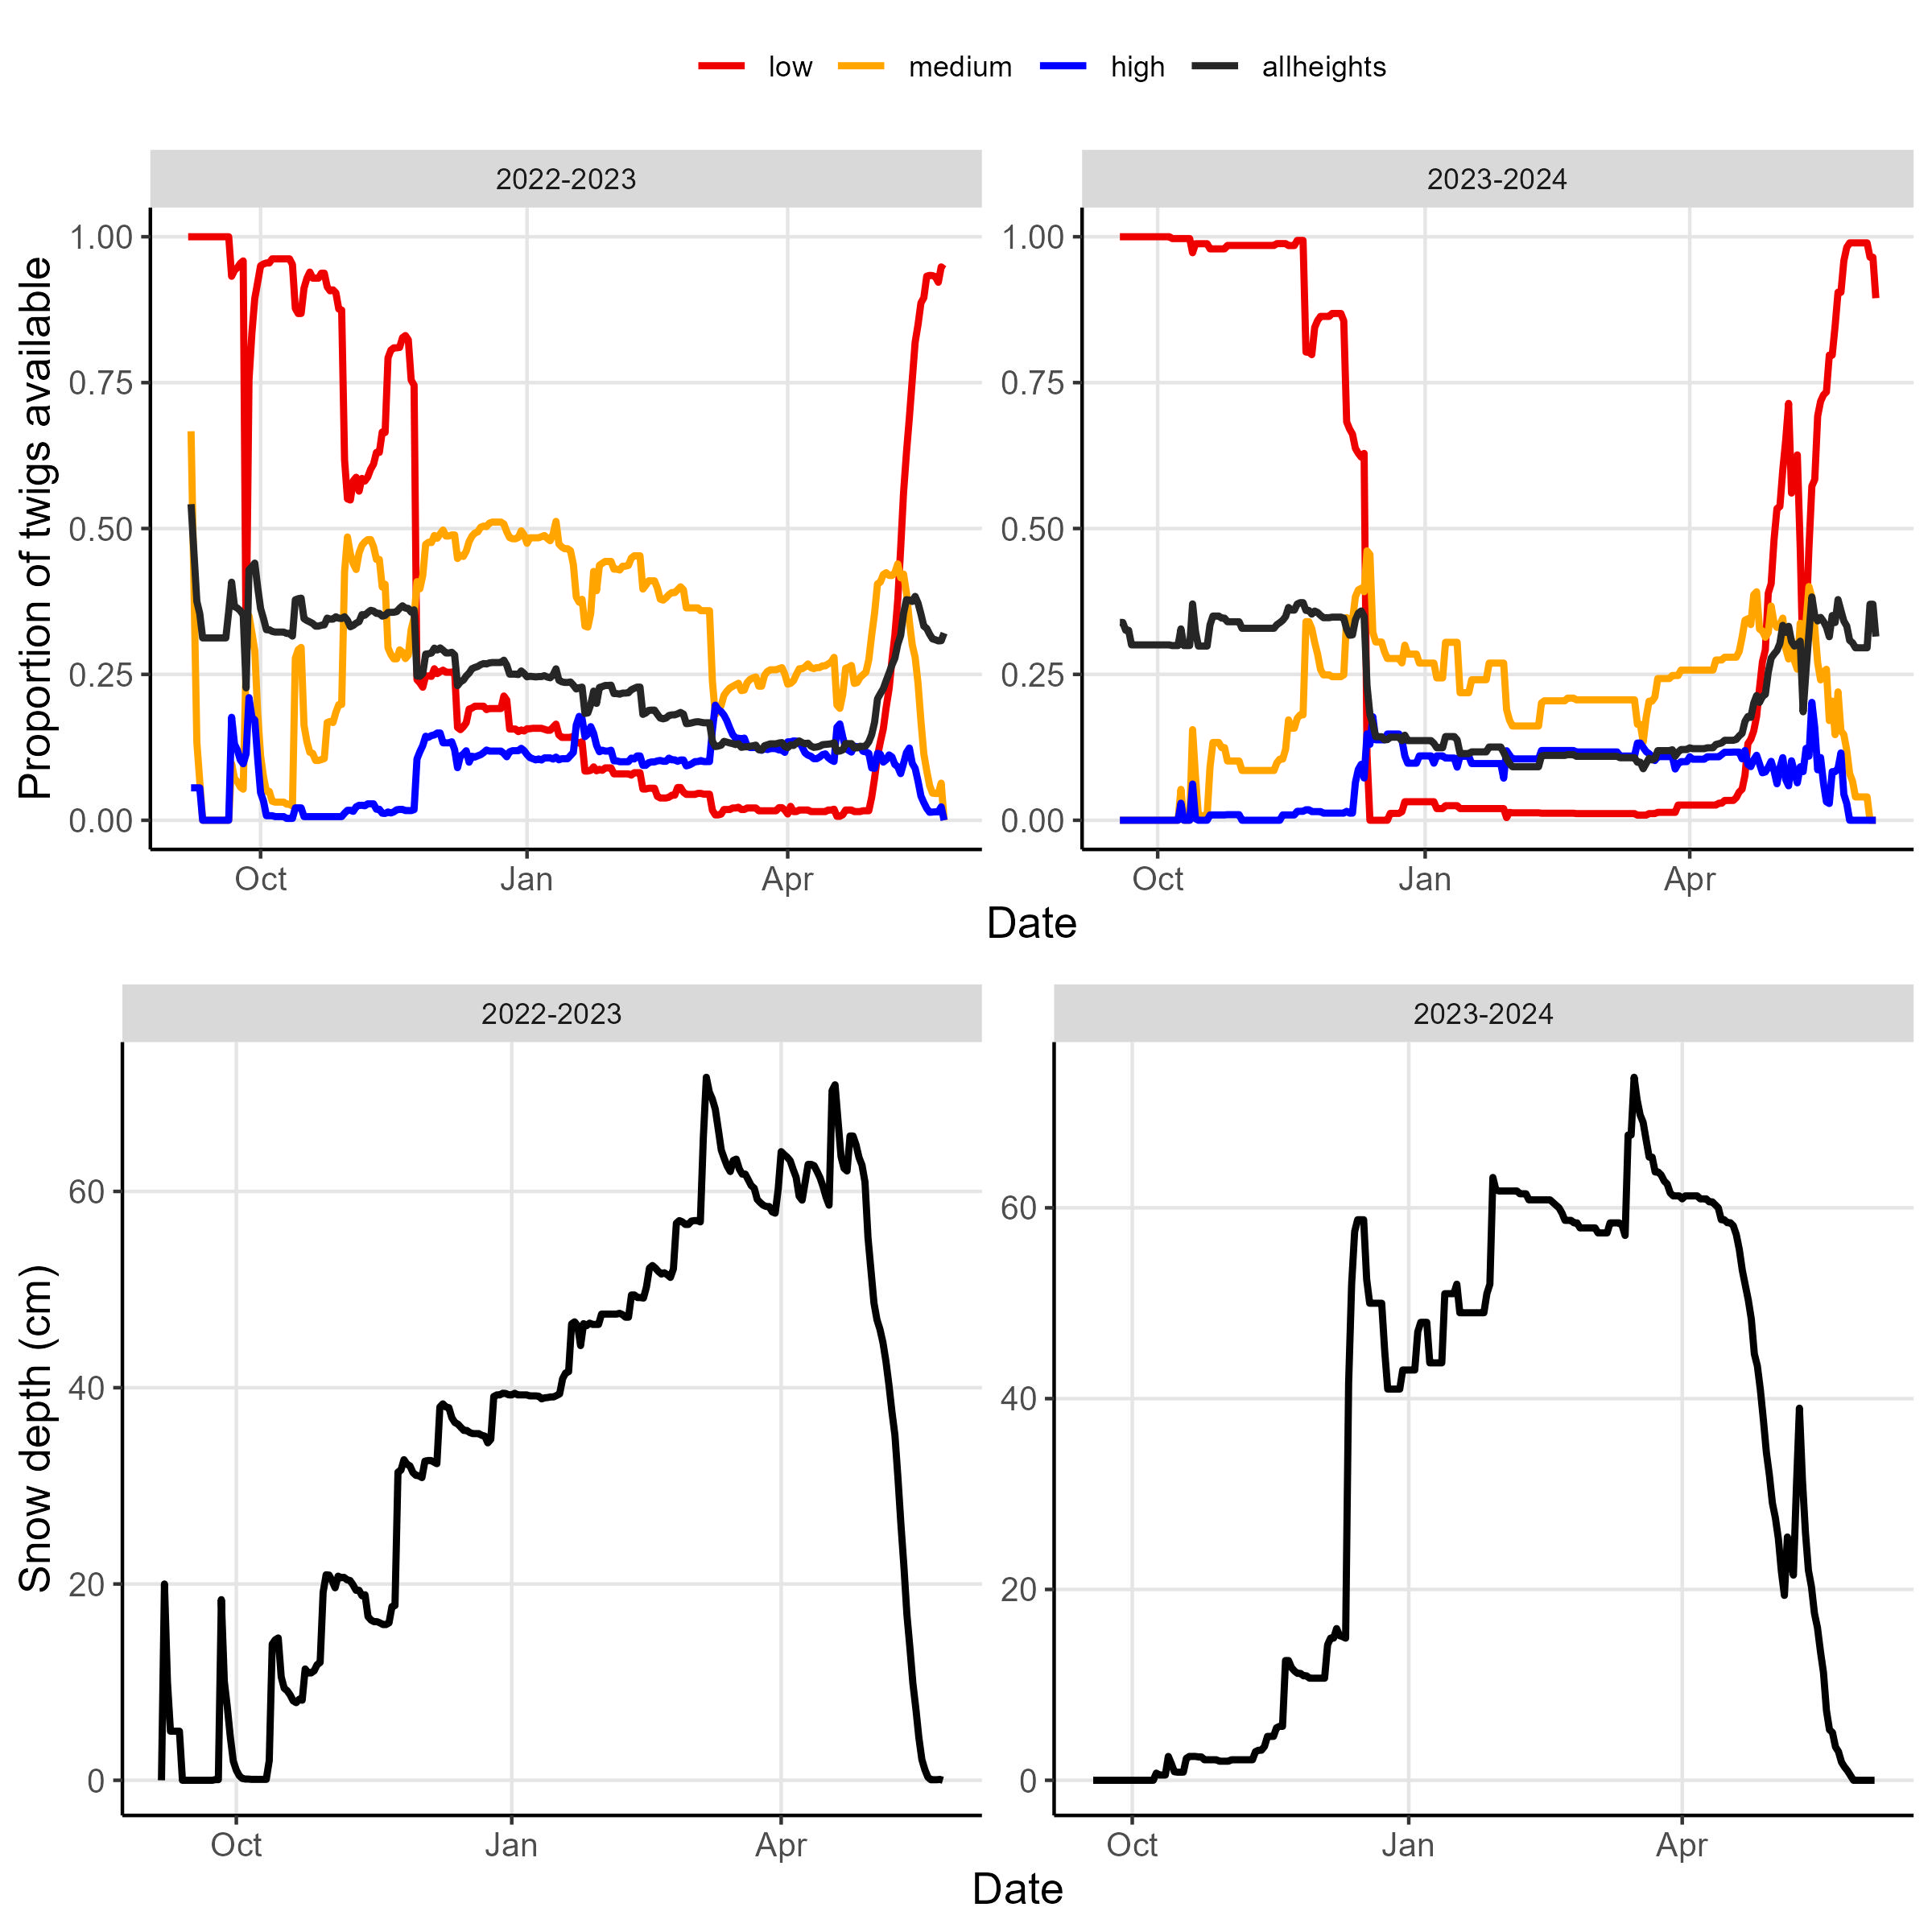 low medium high allheights
2022-2023 2023-2024
Proportion of twigs available
1.00 1.00
0.75 0.75
0.50 0.50
0.25 0.25
0.00 0.00
Oct Jan Apr Oct Jan Apr
Date
2022-2023 2023-2024
Snow depth (cm)
60 60
40 40
20 20
0 0
Oct Jan Apr Oct Jan Apr
Date